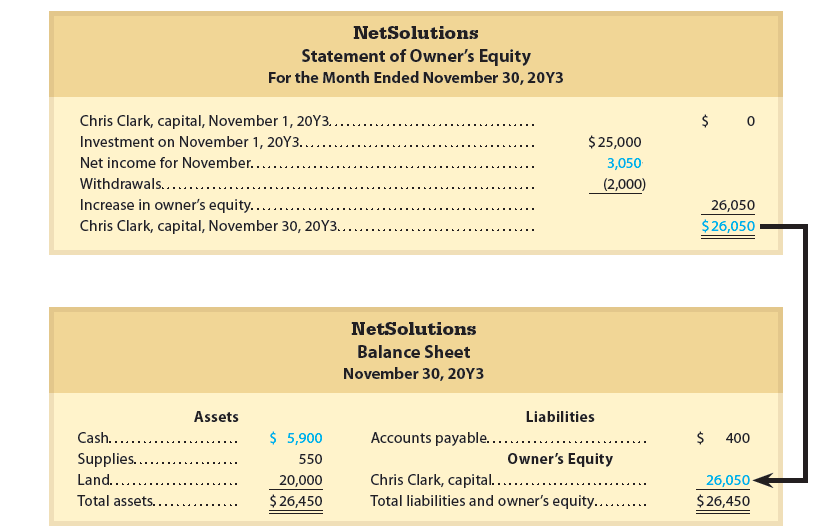 NetSolutions
Statement of Owner's Equity
For the Month Ended November 30, 20Y3
Chris Clark, capital, November 1, 20Y3. $ 0
Investment on November 1, 20Y3. $25,000
Net income for November. 3,050
Withdrawals. (2,000)
Increase in owner's equity. 26,050
Chris Clark, capital, November 30, 20Y3. $26,050
NetSolutions
Balance Sheet
November 30, 20Y3
Assets Liabilities
Cash. $ 5,900 Accounts payable. $ 400
Supplies. 550 Owner's Equity
Land. 20,000 Chris Clark, capital. 26,050
Total assets. $26,450 Total liabilities and owner's equity. $26,450